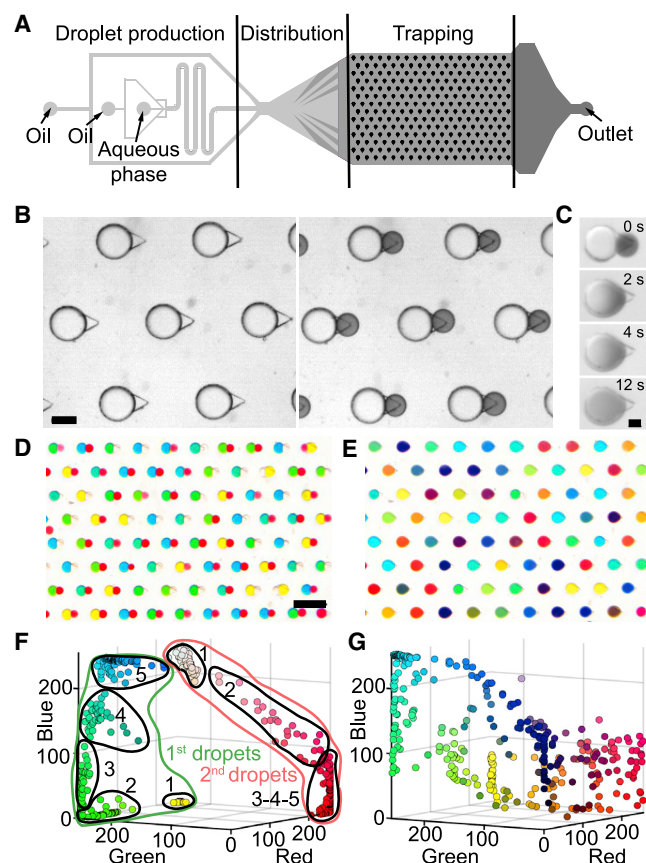 A
Droplet production
Distribution
Trapping
Oil
Oil
Aqueous
phase
Outlet
B
C
0 s
2 s
4 s
12 s
D
E
F
G
Blue
200
100
0
5
4
3
2
1
1
2
3-4-5
1st dropets
2nd dropets
200
100
0
100
200
Green
Red
Blue
200
100
0
200
100
0
100
200
Green
Red